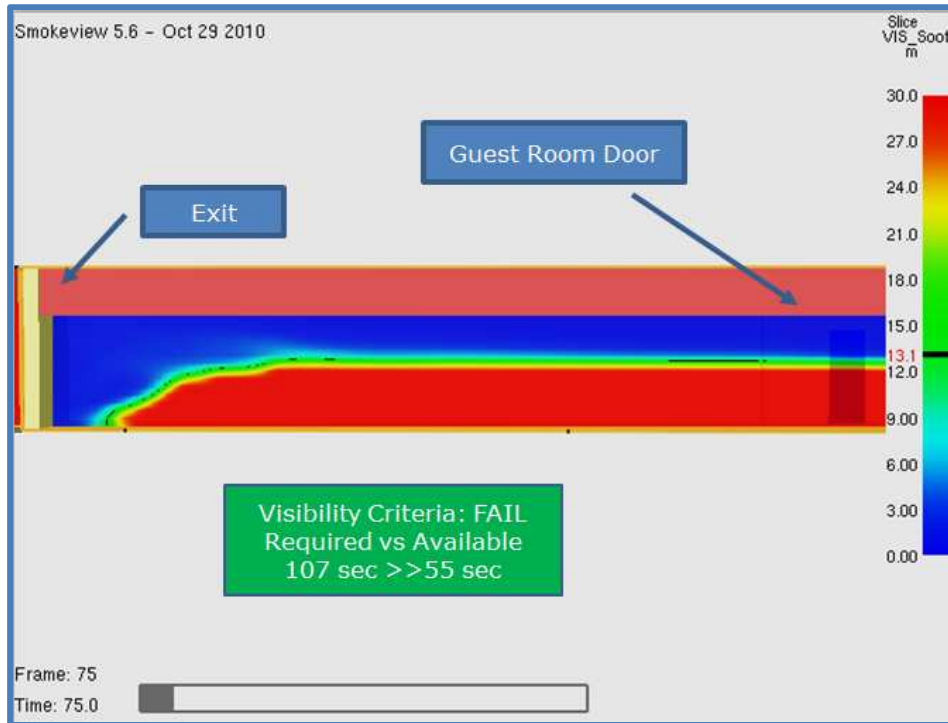 Smokeview 5.6 - Oct 29 2010
Slice
VIS_Soot
m
30.0
27.0
24.0
21.0
18.0
15.0
13.1
12.0
9.00
6.00
3.00
0.00
Guest Room Door
Exit
Visibility Criteria: FAIL
Required vs Available
107 sec >>55 sec
Frame: 75
Time: 75.0